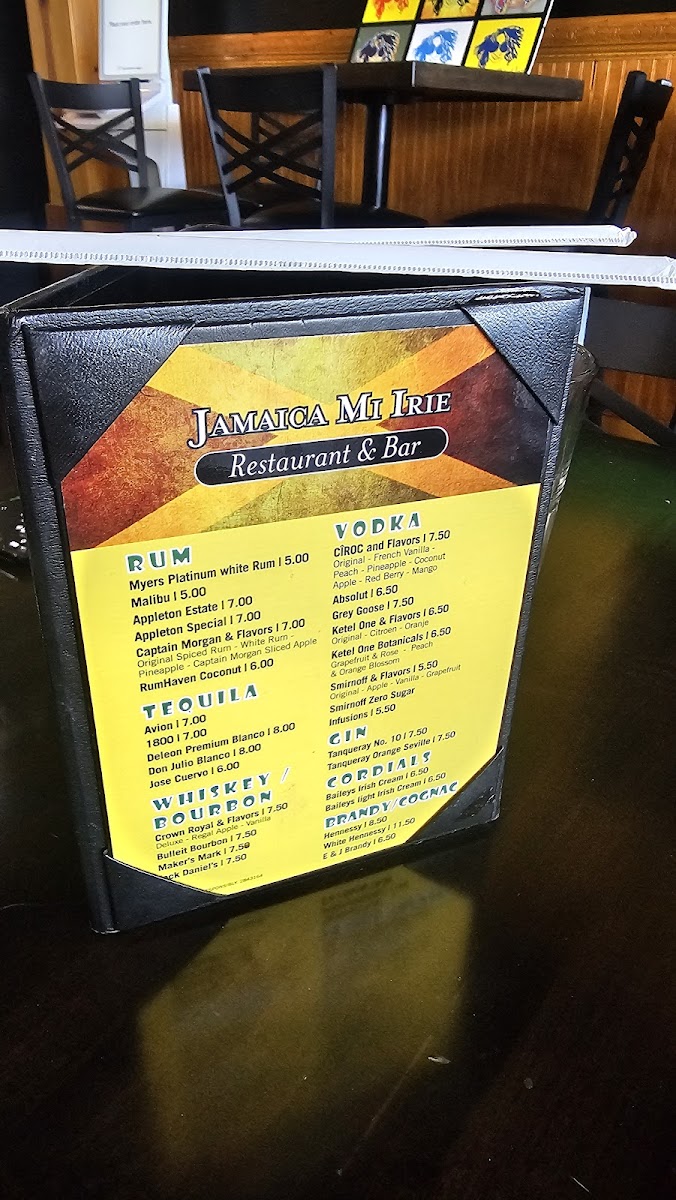 JAMAICA MI IRIE
Restaurant & Bar
RUM
Myers Platinum white Rum | 5.00
Malibu | 5.00
Appleton Estate | 7.00
Appleton Special | 7.00
Captain Morgan & Flavors | 7.00
Original Spiced Rum - White Rum -
Pineapple - Captain Morgan Sliced Apple
RumHaven Coconut | 6.00
TEQUILA
Avion | 7.00
1800 | 7.00
Deleon Premium Blanco | 8.00
Don Julio Blanco | 8.00
Jose Cuervo | 6.00
WHISKEY /
BOURBON
Crown Royal & Flavors | 7.50
Deluxe - Regal Apple - Vanilla
Bulleit Bourbon | 7.50
Maker's Mark | 7.50
ack Daniel's | 7.50
VODKA
CÎROC and Flavors | 7.50
Original - French Vanilla -
Peach - Pineapple - Coconut
Apple - Red Berry - Mango
Absolut | 6.50
Grey Goose | 7.50
Ketel One & Flavors | 6.50
Original - Citroen - Oranje
Ketel One Botanicals | 6.50
Grapefruit & Rose - Peach
& Orange Blossom
Smirnoff & Flavors | 5.50
Original - Apple - Vanilla - Grapefruit
Smirnoff Zero Sugar
Infusions | 5.50
GIN
Tanqueray No. 10 | 7.50
Tanqueray Orange Seville | 7.50
CORDIALS
Baileys Irish Cream | 6.50
Baileys light Irish Cream | 6.50
BRANDY/COGNAC
Hennessy | 8.50
White Hennessy | 11.50
E & J Brandy | 6.50